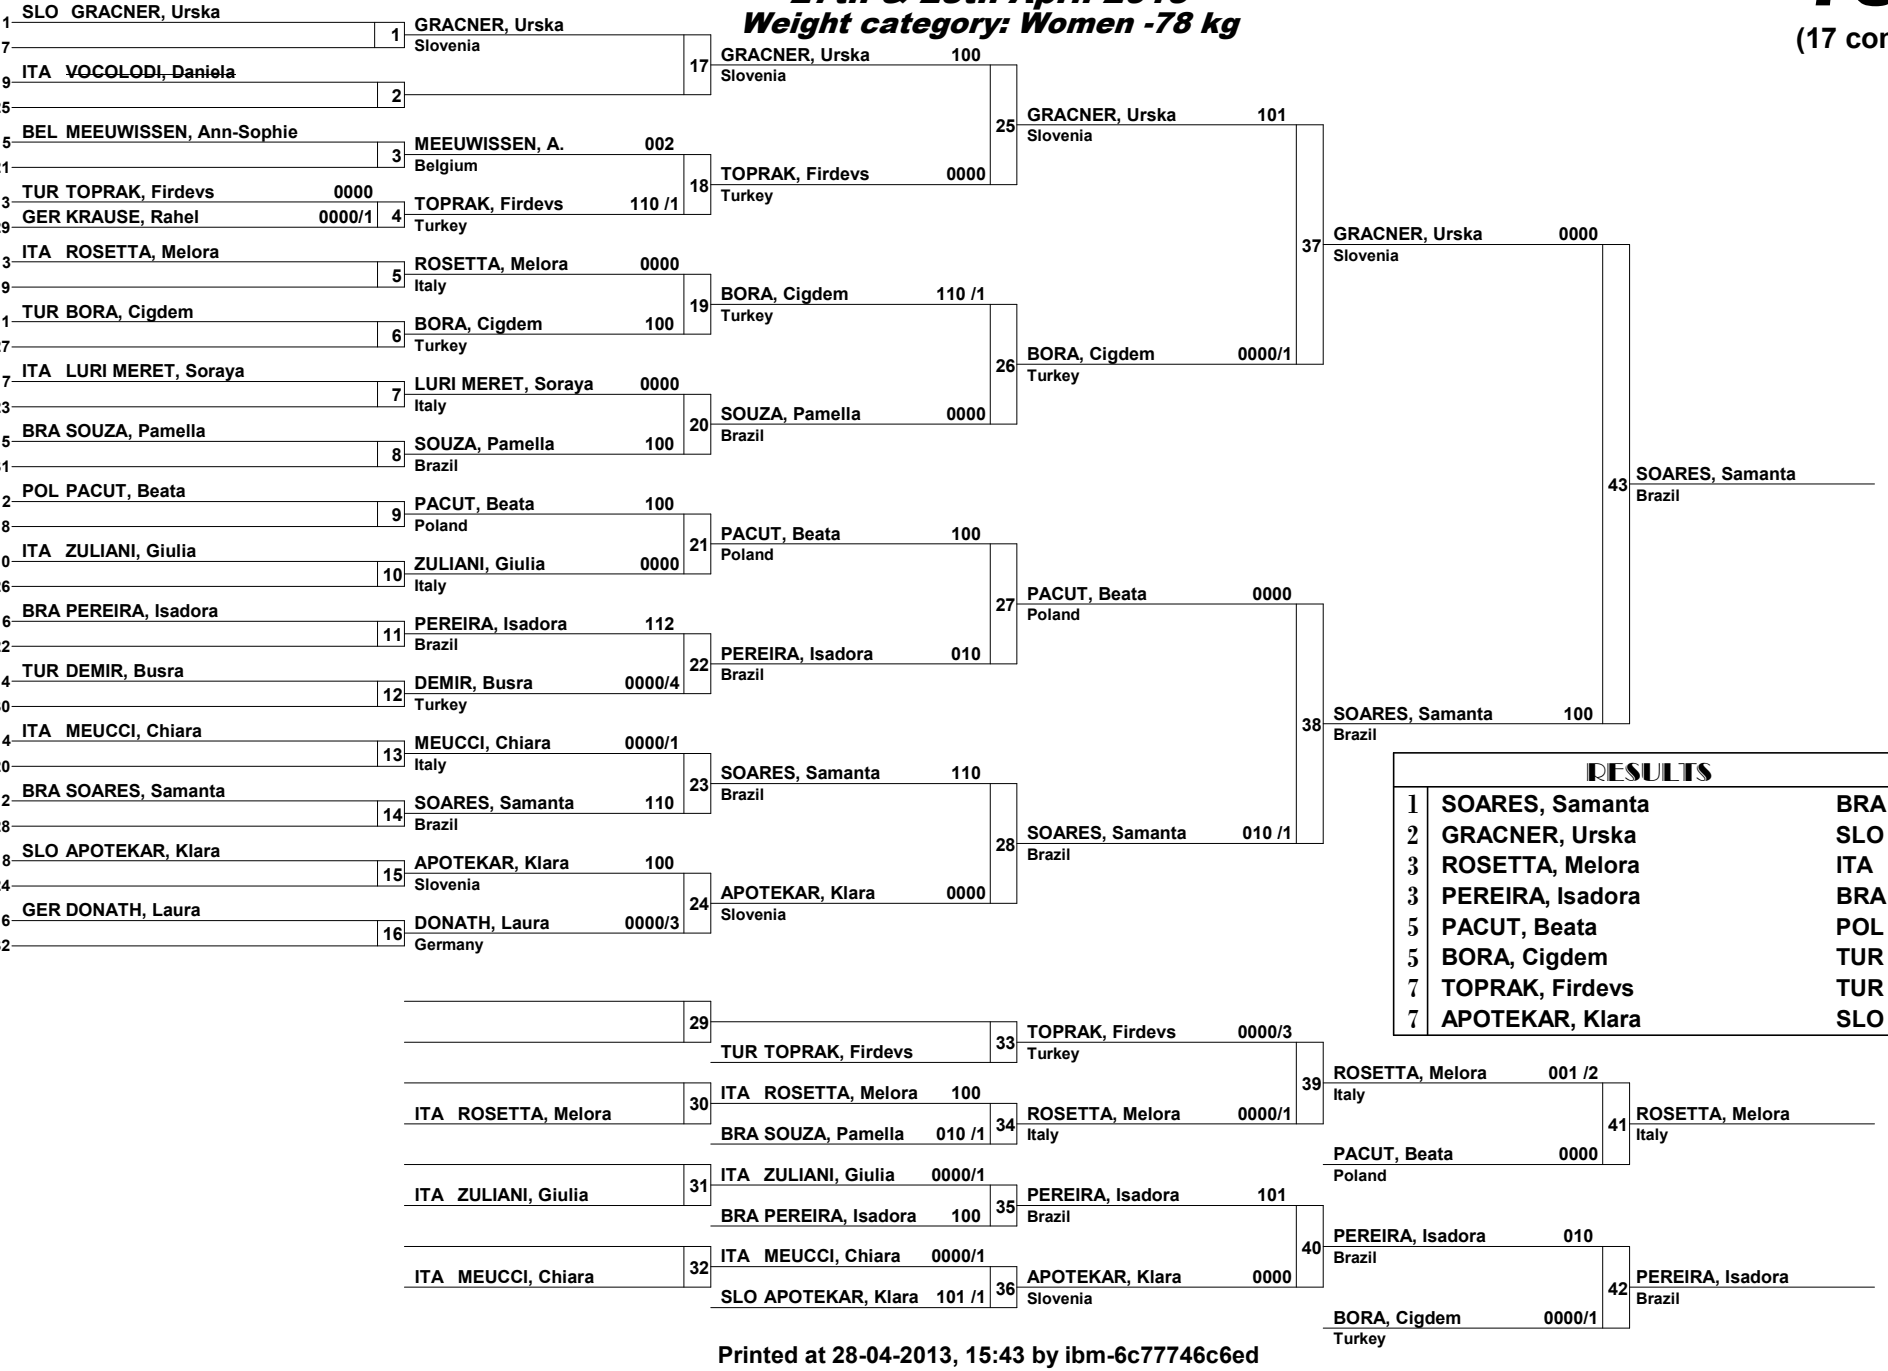 Weight category: Women -78 kg
(17
SLO GRACNER, Urska
1
GRACNER, Urska
Slovenia
ITA VOCOLODI, Daniela
2
17
GRACNER, Urska 100
Slovenia
BEL MEEUWISSEN, Ann-Sophie
3
MEEUWISSEN, A. 002
Belgium
TUR TOPRAK, Firdevs 0000
GER KRAUSE, Rahel 0000/1
4
TOPRAK, Firdevs 110 /1
Turkey
18
TOPRAK, Firdevs 0000
Turkey
25
GRACNER, Urska 101
Slovenia
ITA ROSETTA, Melora
5
ROSETTA, Melora 0000
Italy
TUR BORA, Cigdem
6
BORA, Cigdem 100
Turkey
19
BORA, Cigdem 110 /1
Turkey
ITA LURI MERET, Soraya
7
LURI MERET, Soraya 0000
Italy
BRA SOUZA, Pamella
8
SOUZA, Pamella 100
Brazil
20
SOUZA, Pamella 0000
Brazil
26
BORA, Cigdem 0000/1
Turkey
37
GRACNER, Urska 0000
Slovenia
POL PACUT, Beata
9
PACUT, Beata 100
Poland
ITA ZULIANI, Giulia
10
ZULIANI, Giulia 0000
Italy
21
PACUT, Beata 100
Poland
BRA PEREIRA, Isadora
11
PEREIRA, Isadora 112
Brazil
TUR DEMIR, Busra
12
DEMIR, Busra 0000/4
Turkey
22
PEREIRA, Isadora 010
Brazil
27
PACUT, Beata 0000
Poland
ITA MEUCCI, Chiara
13
MEUCCI, Chiara 0000/1
Italy
BRA SOARES, Samanta
14
SOARES, Samanta 110
Brazil
23
SOARES, Samanta 110
Brazil
SLO APOTEKAR, Klara
15
APOTEKAR, Klara 100
Slovenia
GER DONATH, Laura
16
DONATH, Laura 0000/3
Germany
24
APOTEKAR, Klara 0000
Slovenia
28
SOARES, Samanta 010 /1
Brazil
38
SOARES, Samanta 100
Brazil
43
SOARES, Samanta
Brazil
RESULTS
1 SOARES, Samanta BRA
2 GRACNER, Urska SLO
3 ROSETTA, Melora ITA
3 PEREIRA, Isadora BRA
5 PACUT, Beata POL
5 BORA, Cigdem TUR
7 TOPRAK, Firdevs TUR
7 APOTEKAR, Klara SLO
29
TUR TOPRAK, Firdevs
33
TOPRAK, Firdevs 0000/3
Turkey
ITA ROSETTA, Melora
30
ITA ROSETTA, Melora 100
BRA SOUZA, Pamella 010 /1
34
ROSETTA, Melora 0000/1
Italy
39
ROSETTA, Melora 001 /2
Italy
PACUT, Beata 0000
Poland
41
ROSETTA, Melora
Italy
ITA ZULIANI, Giulia
31
ITA ZULIANI, Giulia 0000/1
BRA PEREIRA, Isadora 100
35
PEREIRA, Isadora 101
Brazil
ITA MEUCCI, Chiara
32
ITA MEUCCI, Chiara 0000/1
SLO APOTEKAR, Klara 101 /1
36
APOTEKAR, Klara 0000
Slovenia
40
PEREIRA, Isadora 010
Brazil
BORA, Cigdem 0000/1
Turkey
42
PEREIRA, Isadora
Brazil
Printed at 28-04-2013, 15:43 by ibm-6c77746c6ed